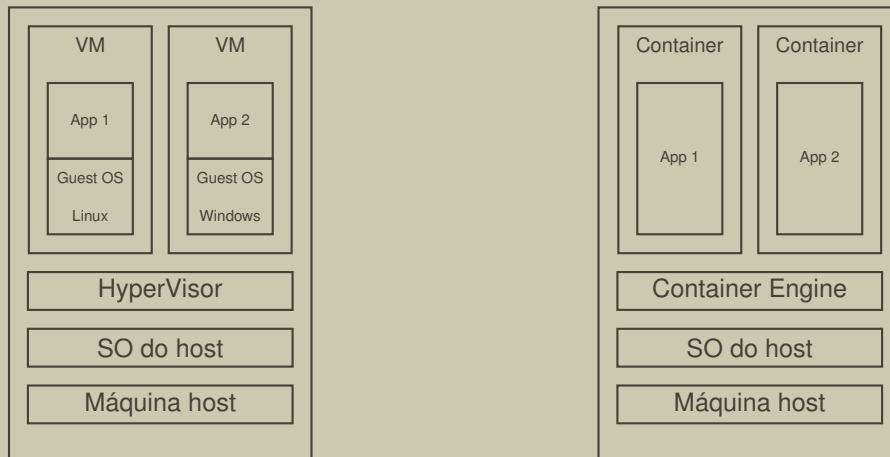 VM
VM
App 1
Guest OS
Linux
App 2
Guest OS
Windows
HyperVisor
SO do host
Máquina host
Container
Container
App 1
App 2
Container Engine
SO do host
Máquina host